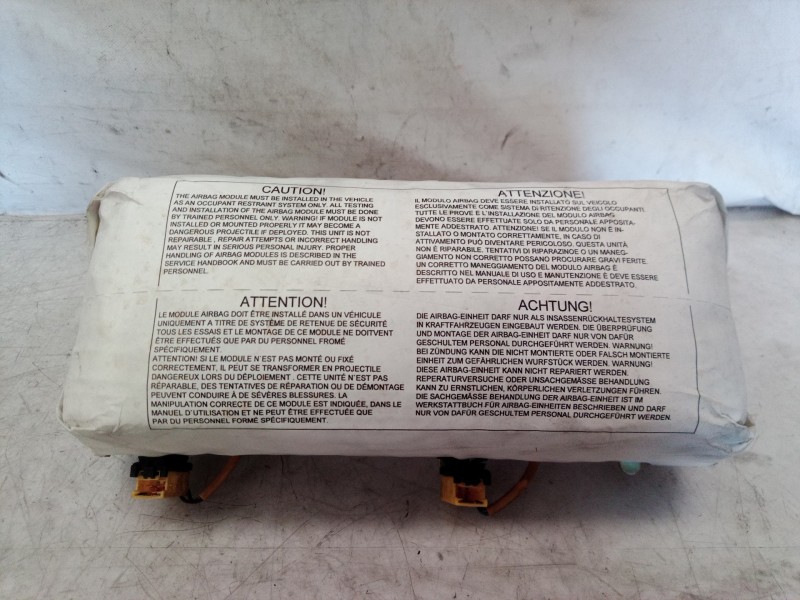 CAUTION!
THE AIRBAG MODULE MUST BE INSTALLED IN THE VEHICLE
AS AN OCCUPANT RESTRAINT SYSTEM ONLY. ALL TESTING
AND INSTALLATION OF THE AIRBAG MODULE MUST BE DONE
BY TRAINED PERSONNEL ONLY. WARNING! IF MODULE IS NOT
INSTALLED OR MOUNTED PROPERLY IT MAY BECOME A
DANGEROUS PROJECTILE IF DEPLOYED. THIS UNIT IS NOT
REPAIRABLE , REPAIR ATTEMPTS OR INCORRECT HANDLING
MAY RESULT IN SERIOUS PERSONAL INJURY. PROPER
HANDLING OF AIRBAG MODULES IS DESCRIBED IN THE
SERVICE HANDBOOK AND MUST BE CARRIED OUT BY TRAINED
PERSONNEL.
ATTENZIONE!
IL MODULO AIRBAG DEVE ESSERE INSTALLATO SUL VEICOLO
ESCLUSIVAMENTE COME SISTEMA DI RITENZIONE DEGLI OCCUPANTI
TUTTE LE PROVE E L'INSTALLAZIONE DEL MODULO AIRBAG
DEVONO ESSERE EFFETTUATE SOLO DA PERSONALE APPOSITA-
MENTE ADDESTRATO. ATTENZIONE! SE IL MODULO NON È IN-
STALLATO O MONTATO CORRETTAMENTE, IN CASO DI
ATTIVAMENTO PUÒ DIVENTARE PERICOLOSO. QUESTA UNITÀ
NON È RIPARABILE. TENTATIVA DI RIPARAZINOE O UN MANEG-
GIAMENTO NON CORRETTO POSSANO PROCURARE GRAVI FERITE.
UN CORRETTO MANEGGIAMENTO DEL MODULO AIRBAG È
DESCRITTO NEL MANUALE DI USO E MANUTENZIONE È DEVE ESSERE
EFFETUATO DA PERSONALE APPOSITAMENTE ADDESTRATO.
ATTENTION!
LE MODULE AIRBAG DOIT ÊTRE INSTALLÉ DANS UN VÉHICULE
UNIQUEMENT A TITRE DE SYSTÈME DE RETENUE DE SÉCURITÉ
TOUS LES ESSAIS ET LE MONTAGE DE CE MODULE NE DOITVENT
ÊTRE EFFECTUÉS QUE PAR DU PERSONNEL FROMÉ
SPÉCIFIQUEMENT.
ATTENTION! SI LE MODULE N'EST PAS MONTÉ OU FIXÉ
CORRECTEMENT, IL PEUT SE TRANSFORMER EN PROJECTILE
DANGEREUX LORS DU DÉPLOIEMENT . CETTE UNITÉ N'EST PAS
RÉPARABLE, DES TENTATIVES DE RÉPARATION OU DE DÉMONTAGE
PEUVENT CONDUIRE À DE SÉVÈRES BLESSURES. LA
MANIPULATION CORRECTE DE CE MODULE EST INDIQUÉE, DANS LE
MANUEL D'UTILISATION ET NE PEUT ÊTRE EFFECTUÉE QUE
PAR DU PERSONNEL FORMÉ SPÉCIFIQUEMENT.
ACHTUNG!
DIE AIRBAG-EINHEIT DARF NUR ALS INSASSENRÜCKHALTESYSTEM
IN KRAFTFAHRZEUGEN EINGEBAUT WERDEN. DIE ÜBERPRÜFUNG
UND MONTAGE DER AIRBAG-EINHEIT DARF NUR VON DAFÜR
GESCHULTEM PERSONAL DURCHGEFÜHRT WERDEN. WARNUNG!
BEI ZÜNDUNG KANN DIE NICHT MONTIERTE ODER FALSCH MONTIERTE
EINHEIT ZUM GEFÄHRLICHEN WURFSTÜCK WERDEN. WARNUNG!
DIESE AIRBAG-EINHEIT KANN NICHT REPARIERT WERDEN.
REPERATURVERSUCHE ODER UNSACHGEMÄSSE BEHANDLUNG
KANN ZU ERNSTLICHEN, KÖRPERLICHEN VERLETZUNGEN FÜHREN.
DIE SACHGEMÄSSE BEHANDLUNG DER AIRBAG-EINHEIT IST IM
WERKSTATTBUCH FÜR AIRBAG-EINHEITEN BESCHRIEBEN UND DARF
NUR VON DAFÜR GESCHULTEM PERSONAL DURCHGEFÜHRT WERDEN.